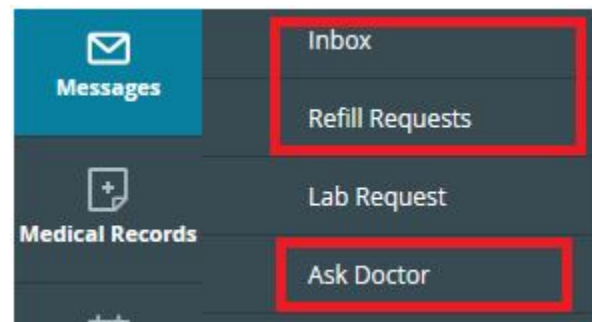 Messages
Medical Records
Inbox
Refill Requests
Lab Request
Ask Doctor